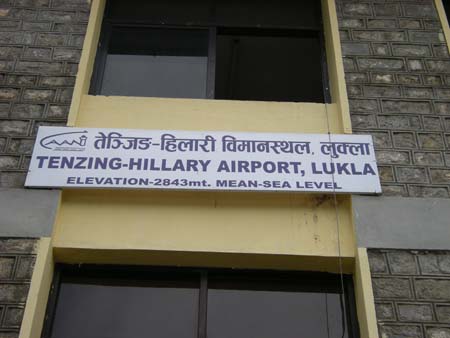 तेञ्जिङ-हिलारी विमानस्थल, लुक्ला
TENZING-HILLARY AIRPORT, LUKLA
ELEVATION-2843mt. MEAN-SEA LEVEL